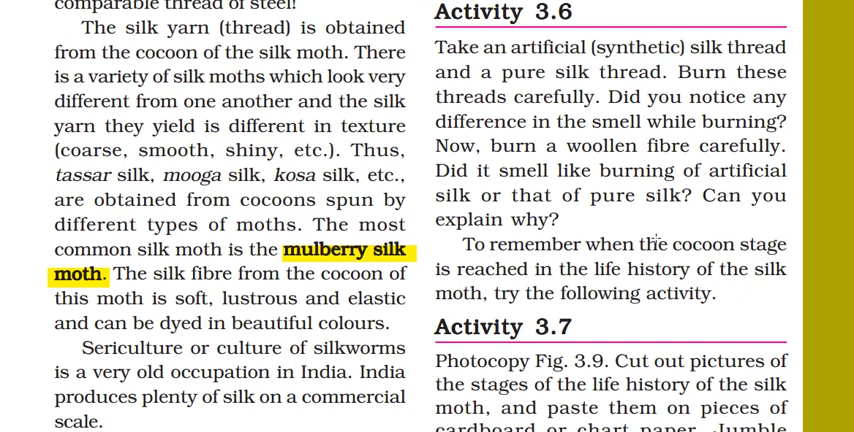 comparable thread of steel!
The silk yarn (thread) is obtained
from the cocoon of the silk moth. There
is a variety of silk moths which look very
different from one another and the silk
yarn they yield is different in texture
(coarse, smooth, shiny, etc.). Thus,
tassar silk, mooga silk, kosa silk, etc.,
are obtained from cocoons spun by
different types of moths. The most
common silk moth is the mulberry silk
moth. The silk fibre from the cocoon of
this moth is soft, lustrous and elastic
and can be dyed in beautiful colours.
Sericulture or culture of silkworms
is a very old occupation in India. India
produces plenty of silk on a commercial
scale.
Activity 3.6
Take an artificial (synthetic) silk thread
and a pure silk thread. Burn these
threads carefully. Did you notice any
difference in the smell while burning?
Now, burn a woollen fibre carefully.
Did it smell like burning of artificial
silk or that of pure silk? Can you
explain why?
To remember when the cocoon stage
is reached in the life history of the silk
moth, try the following activity.
Activity 3.7
Photocopy Fig. 3.9. Cut out pictures of
the stages of the life history of the silk
moth, and paste them on pieces of
cardboard or chart paper. Jumble